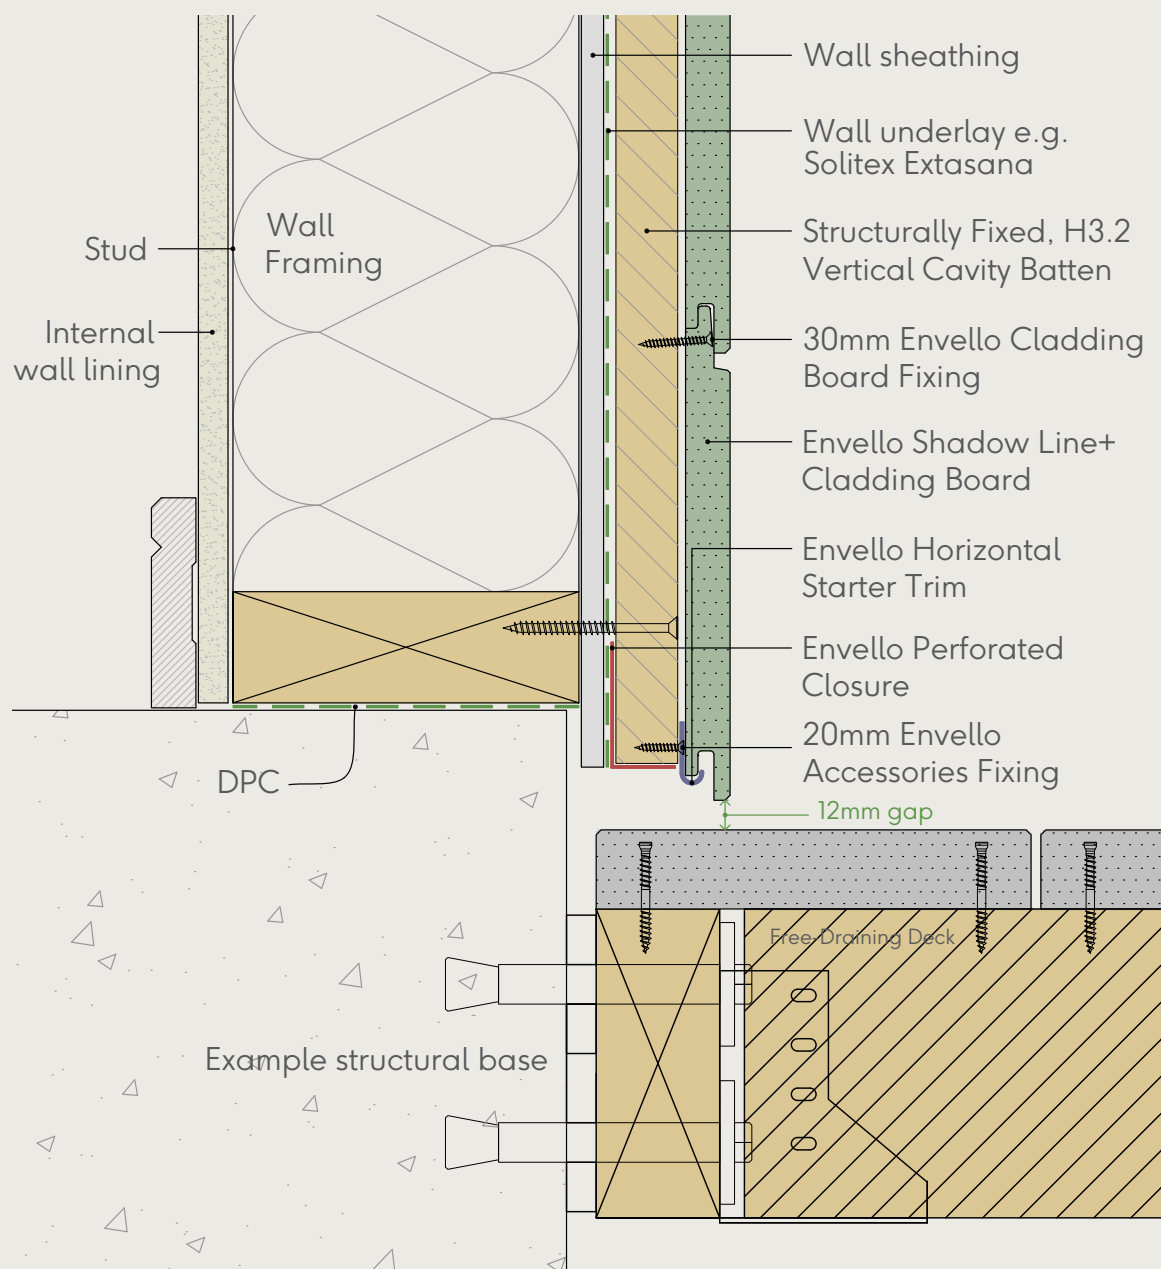 Wall sheathing
Wall underlay e.g.
Solitex Extasana
Structurally Fixed, H3.2
Vertical Cavity Batten
30mm Envello Cladding
Board Fixing
Envello Shadow Line+
Cladding Board
Envello Horizontal
Starter Trim
Envello Perforated
Closure
20mm Envello
Accessories Fixing
12mm gap
Wall
Framing
Stud
Internal
wall lining
DPC
Free-Draining Deck
Example structural base